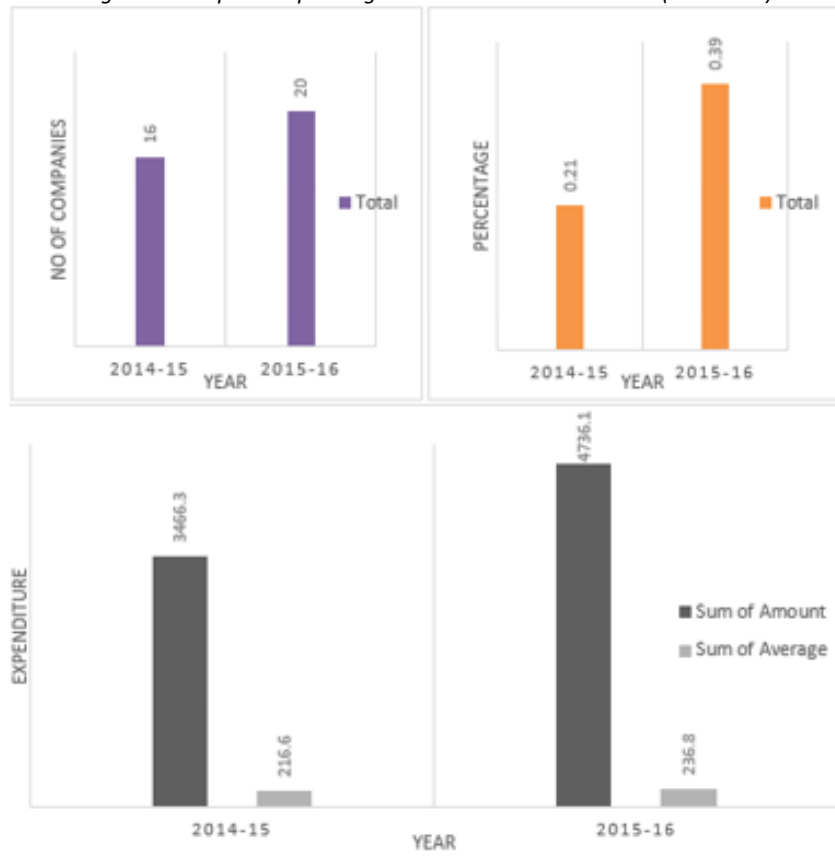 NO OF COMPANIES
16
20
Total
2014-15
2015-16
YEAR
PERCENTAGE
0.21
0.39
Total
2014-15
2015-16
YEAR
EXPENDITURE
3466.3
216.6
4736.1
236.8
Sum of Amount
Sum of Average
2014-15
2015-16
YEAR